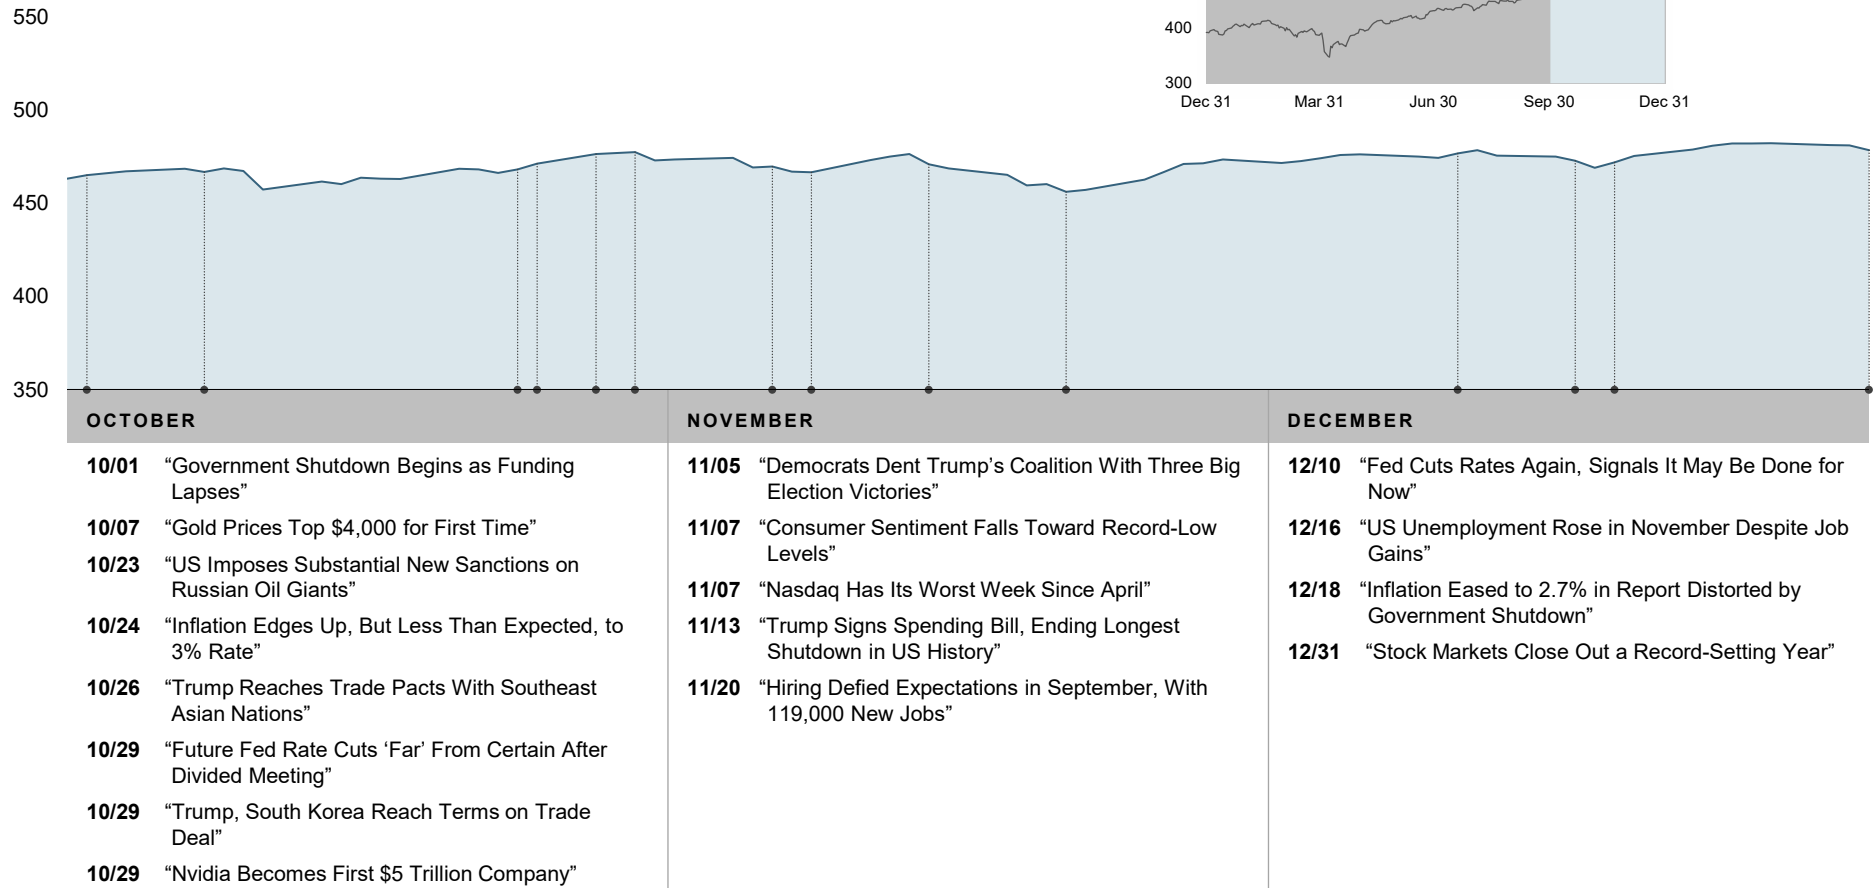 550
500
450
400
350
400
300
Dec 31 Mar 31 Jun 30 Sep 30 Dec 31
OCTOBER
10/01 “Government Shutdown Begins as Funding
Lapses”
10/07 “Gold Prices Top $4,000 for First Time”
10/23 “US Imposes Substantial New Sanctions on
Russian Oil Giants”
10/24 “Inflation Edges Up, But Less Than Expected, to
3% Rate”
10/26 “Trump Reaches Trade Pacts With Southeast
Asian Nations”
10/29 “Future Fed Rate Cuts ‘Far’ From Certain After
Divided Meeting”
10/29 “Trump, South Korea Reach Terms on Trade
Deal”
10/29 “Nvidia Becomes First $5 Trillion Company”
NOVEMBER
11/05 “Democrats Dent Trump’s Coalition With Three Big
Election Victories”
11/07 “Consumer Sentiment Falls Toward Record-Low
Levels”
11/07 “Nasdaq Has Its Worst Week Since April”
11/13 “Trump Signs Spending Bill, Ending Longest
Shutdown in US History”
11/20 “Hiring Defied Expectations in September, With
119,000 New Jobs”
DECEMBER
12/10 “Fed Cuts Rates Again, Signals It May Be Done for
Now”
12/16 “US Unemployment Rose in November Despite Job
Gains”
12/18 “Inflation Eased to 2.7% in Report Distorted by
Government Shutdown”
12/31 “Stock Markets Close Out a Record-Setting Year”